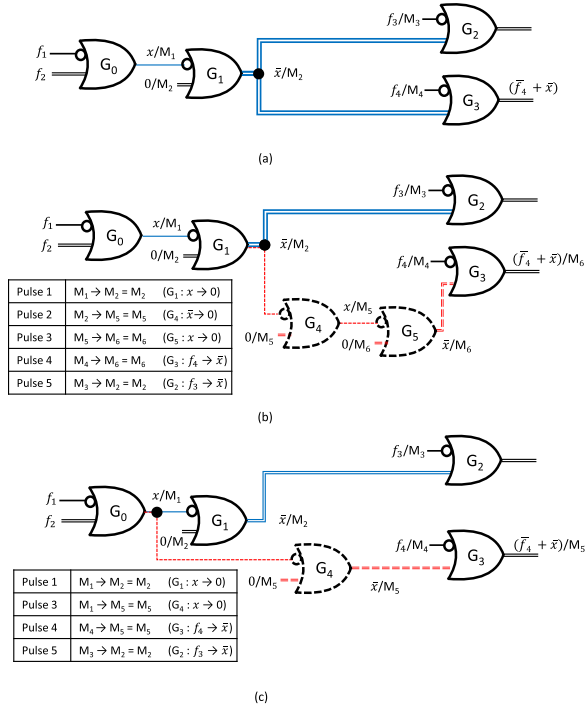 f₃/M₃
G₂
f₁
f₂
G₀
x/M₁
G₁
0/M₂
x̄/M₂
f₄/M₄
G₃
(f̄₄ + x̄)
(a)
f₃/M₃
G₂
f₁
f₂
G₀
x/M₁
G₁
0/M₂
x̄/M₂
f₄/M₄
G₃
(f̄₄ + x̄)/M₆
Pulse 1 M₁ → M₂ = M₂ (G₁ : x → 0)
Pulse 2 M₂ → M₅ = M₅ (G₄ : x̄ → 0)
Pulse 3 M₅ → M₆ = M₆ (G₅ : x → 0)
Pulse 4 M₄ → M₆ = M₆ (G₃ : f₄ → x̄)
Pulse 5 M₃ → M₂ = M₂ (G₂ : f₃ → x̄)
0/M₅
G₄
x/M₅
0/M₆
G₅
x̄/M₆
(b)
f₃/M₃
G₂
f₁
f₂
G₀
x/M₁
G₁
0/M₂
x̄/M₂
f₄/M₄
G₃
(f̄₄ + x̄)/M₅
0/M₅
G₄
x̄/M₅
Pulse 1 M₁ → M₂ = M₂ (G₁ : x → 0)
Pulse 3 M₁ → M₅ = M₅ (G₄ : x → 0)
Pulse 4 M₄ → M₅ = M₅ (G₃ : f₄ → x̄)
Pulse 5 M₃ → M₂ = M₂ (G₂ : f₃ → x̄)
(c)